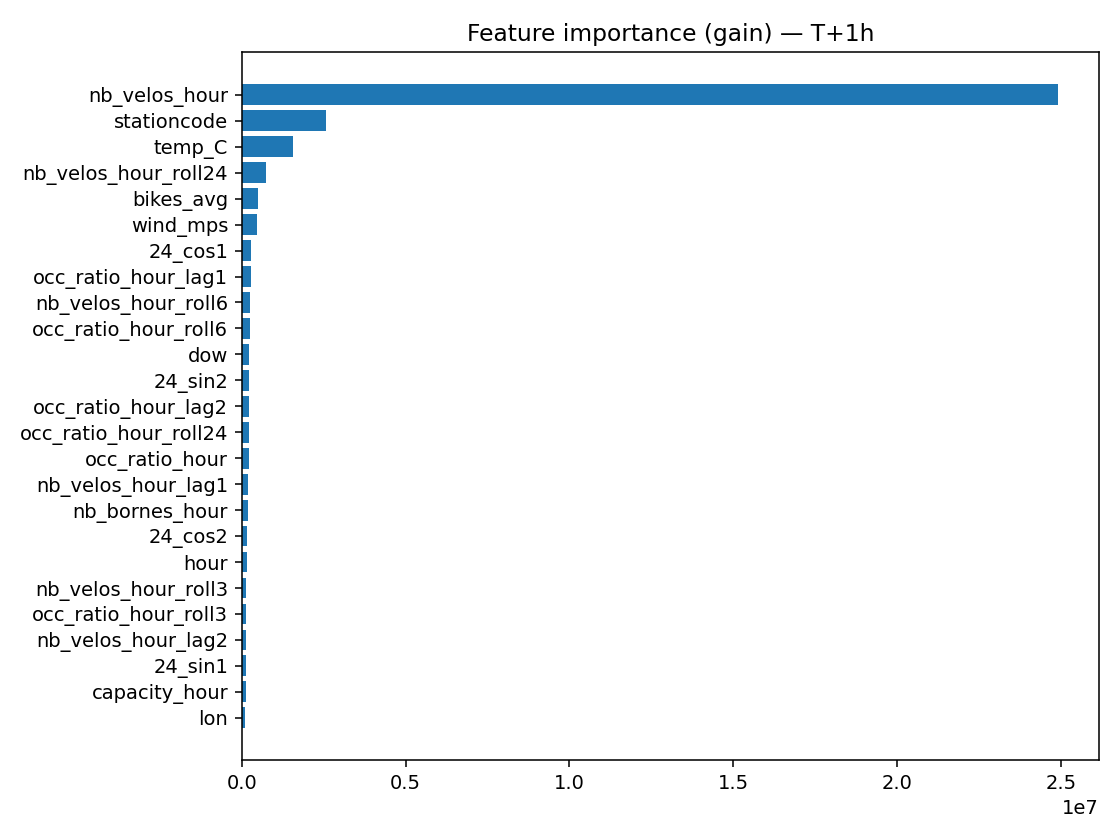 Feature importance (gain) — T+1h
nb_velos_hour
stationcode
temp_C
nb_velos_hour_roll24
bikes_avg
wind_mps
24_cos1
occ_ratio_hour_lag1
nb_velos_hour_roll6
occ_ratio_hour_roll6
dow
24_sin2
occ_ratio_hour_lag2
occ_ratio_hour_roll24
occ_ratio_hour
nb_velos_hour_lag1
nb_bornes_hour
24_cos2
hour
nb_velos_hour_roll3
occ_ratio_hour_roll3
nb_velos_hour_lag2
24_sin1
capacity_hour
lon
0.0 0.5 1.0 1.5 2.0 2.5
1e7